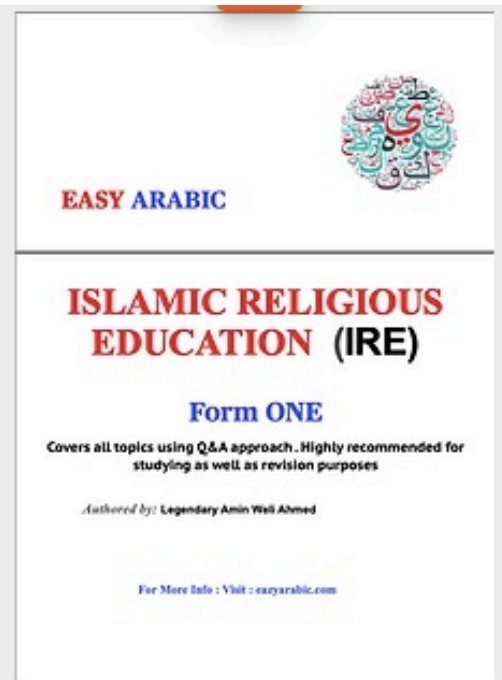 EASY ARABIC
ISLAMIC RELIGIOUS
EDUCATION (IRE)
Form ONE
Covers all topics using Q&A approach. Highly recommended for
studying as well as revision purposes
Authored by: Legendary Amin Weli Ahmed
For More Info : Visit : eazyarabic.com